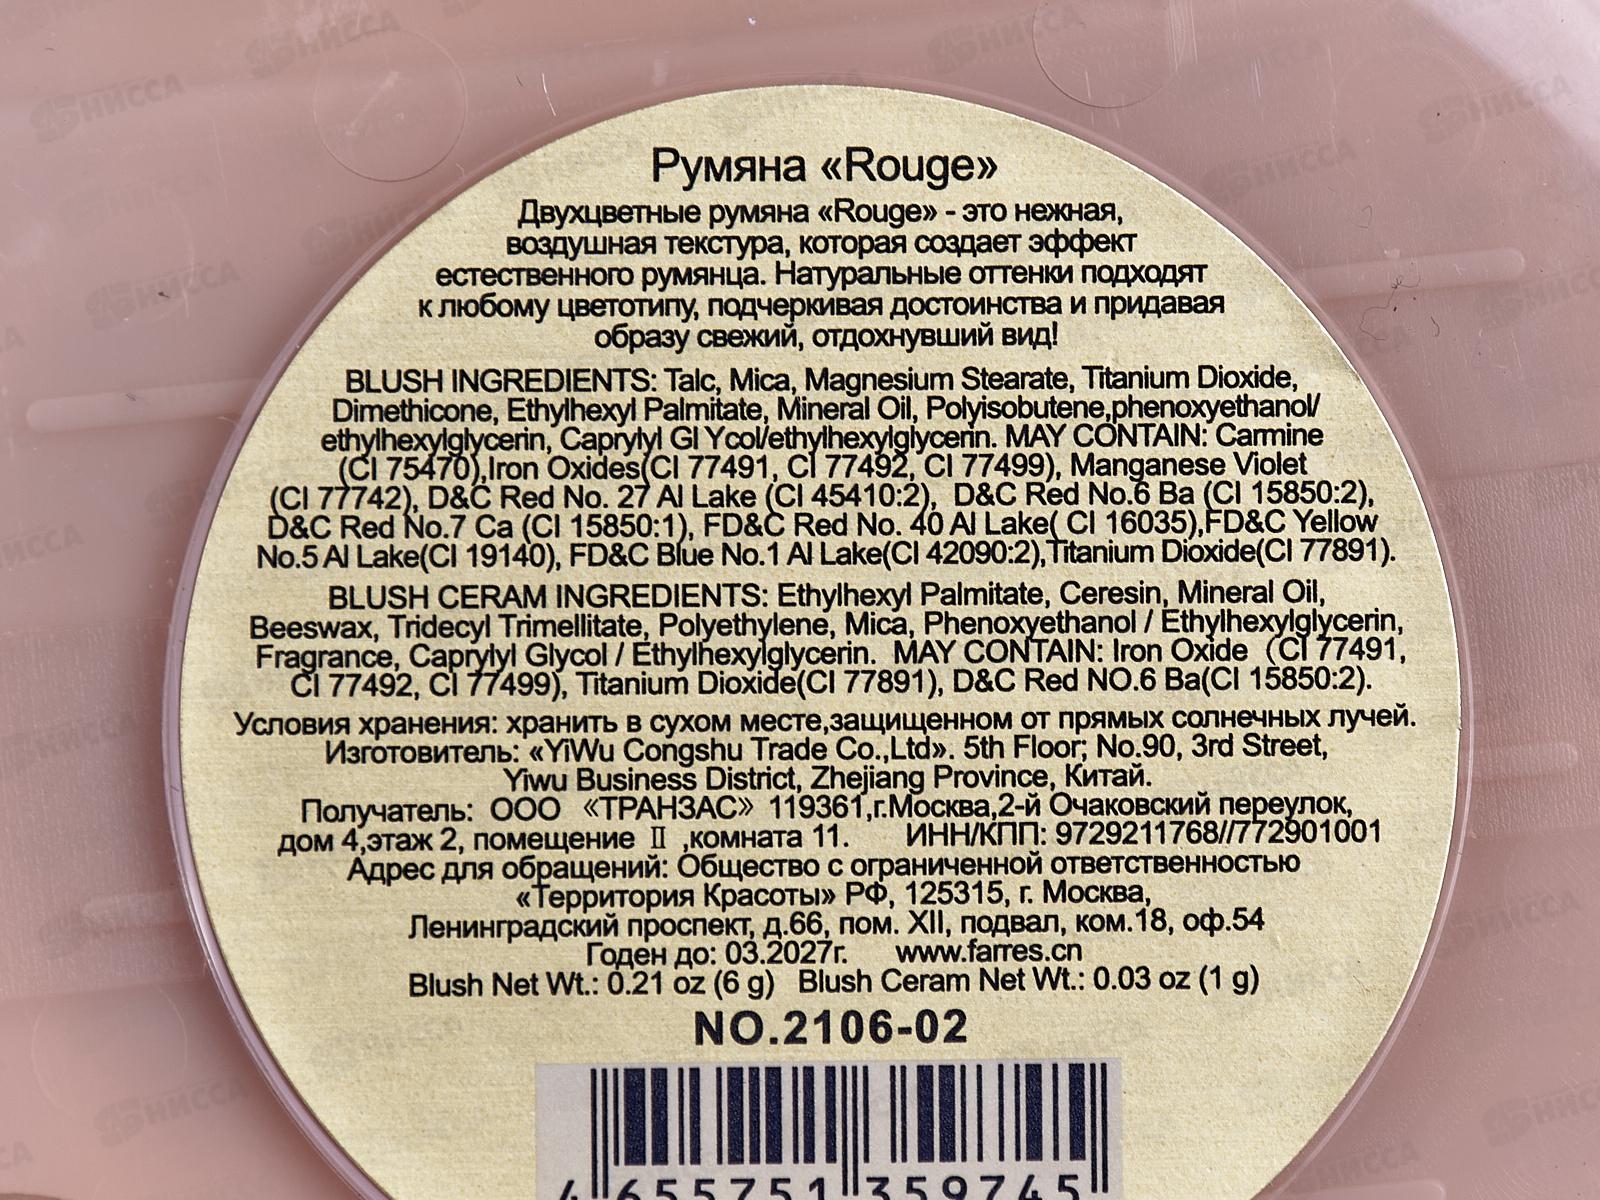 Румяна «Rouge»
Двухцветные румяна «Rouge» - это нежная,
воздушная текстура, которая создает эффект
естественного румянца. Натуральные оттенки подходят
к любому цветотипу, подчеркивая достоинства и придавая
образу свежий, отдохнувший вид!
BLUSH INGREDIENTS: Talc, Mica, Magnesium Stearate, Titanium Dioxide,
Dimethicone, Ethylhexyl Palmitate, Mineral Oil, Polyisobutene,phenoxyethanol/
ethylhexylglycerin, Caprylyl Gl Ycol/ethylhexylglycerin. MAY CONTAIN: Carmine
(CI 75470),Iron Oxides(CI 77491, CI 77492, CI 77499), Manganese Violet
(CI 77742), D&C Red No. 27 Al Lake (CI 45410:2), D&C Red No.6 Ba (CI 15850:2),
D&C Red No.7 Ca (CI 15850:1), FD&C Red No. 40 Al Lake( CI 16035),FD&C Yellow
No.5 Al Lake(CI 19140), FD&C Blue No.1 Al Lake(CI 42090:2),Titanium Dioxide(CI 77891).
BLUSH CERAM INGREDIENTS: Ethylhexyl Palmitate, Ceresin, Mineral Oil,
Beeswax, Tridecyl Trimellitate, Polyethylene, Mica, Phenoxyethanol / Ethylhexylglycerin,
Fragrance, Caprylyl Glycol / Ethylhexylglycerin. MAY CONTAIN: Iron Oxide (CI 77491,
CI 77492, CI 77499), Titanium Dioxide(CI 77891), D&C Red NO.6 Ba(CI 15850:2).
Условия хранения: хранить в сухом месте,защищенном от прямых солнечных лучей.
Изготовитель: «YiWu Congshu Trade Co.,Ltd». 5th Floor; No.90, 3rd Street,
Yiwu Business District, Zhejiang Province, Китай.
Получатель: ООО «ТРАНЗАС» 119361,г.Москва,2-й Очаковский переулок,
дом 4,этаж 2, помещение II ,комната 11. ИНН/КПП: 9729211768//772901001
Адрес для обращений: Общество с ограниченной ответственностью
«Территория Красоты» РФ, 125315, г. Москва,
Ленинградский проспект, д.66, пом. XII, подвал, ком.18, оф.54
Годен до: 03.2027г. www.farres.cn
Blush Net Wt.: 0.21 oz (6 g) Blush Ceram Net Wt.: 0.03 oz (1 g)
NO.2106-02
4 655751 359745